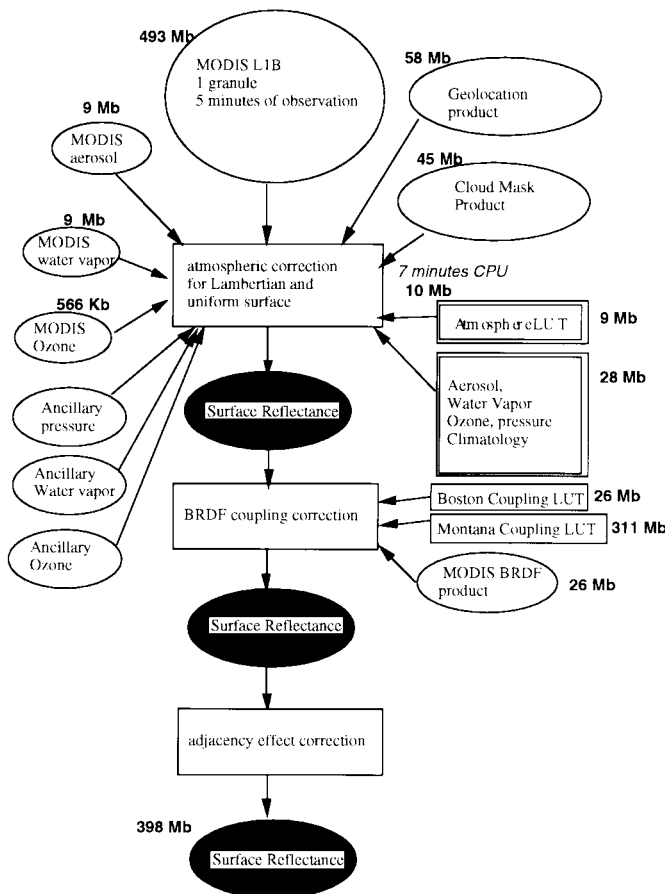 493 Mb
MODIS L1B
1 granule
5 minutes of observation
58 Mb
Geolocation
product
9 Mb
MODIS
aerosol
45 Mb
Cloud Mask
Product
9 Mb
MODIS
water vapor
atmospheric correction
for Lambertian and
uniform surface
7 minutes CPU
10 Mb
566 Kb
MODIS
Ozone
Atmosphere LUT
9 Mb
28 Mb
Aerosol,
Water Vapor
Ozone, pressure
Climatology
Ancillary
pressure
Surface Reflectance
Ancillary
Water vapor
BRDF coupling correction
Boston Coupling LUT
26 Mb
Montana Coupling LUT
311 Mb
Ancillary
Ozone
MODIS BRDF
product
26 Mb
Surface Reflectance
adjacency effect correction
398 Mb
Surface Reflectance